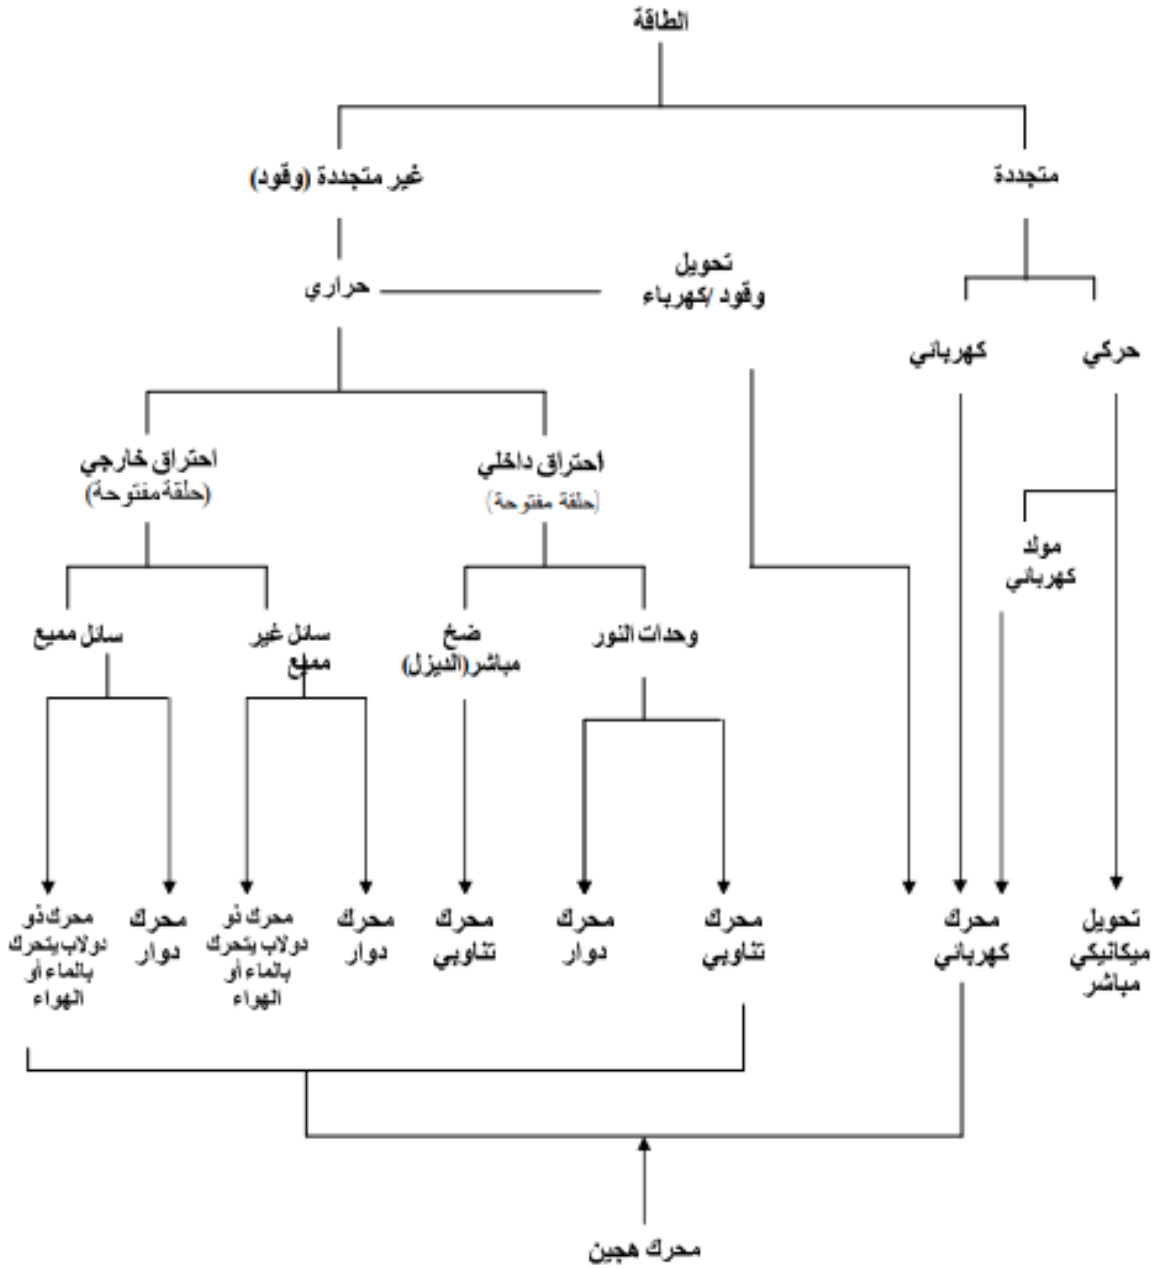 الطاقة
متجددة
غير متجددة (وقود)
تحويل
وقود /كهرباء
حراري
حركي
كهربائي
أحتراق داخلي
(حلقة مفتوحة)
احتراق خارجي
(حلقة مفتوحة)
مولد
كهربائي
وحدات النور
ضخ
مباشر(الديزل)
سائل غير
مميع
سائل مميع
تحويل
ميكانيكي
مباشر
محرك
كهربائي
محرك
تناوبي
محرك
دوار
محرك
تناوبي
محرك
دوار
محرك ذو
دولاب يتحرك
بالماء أو
الهواء
محرك
دوار
محرك ذو
دولاب يتحرك
بالماء أو
الهواء
محرك هجين